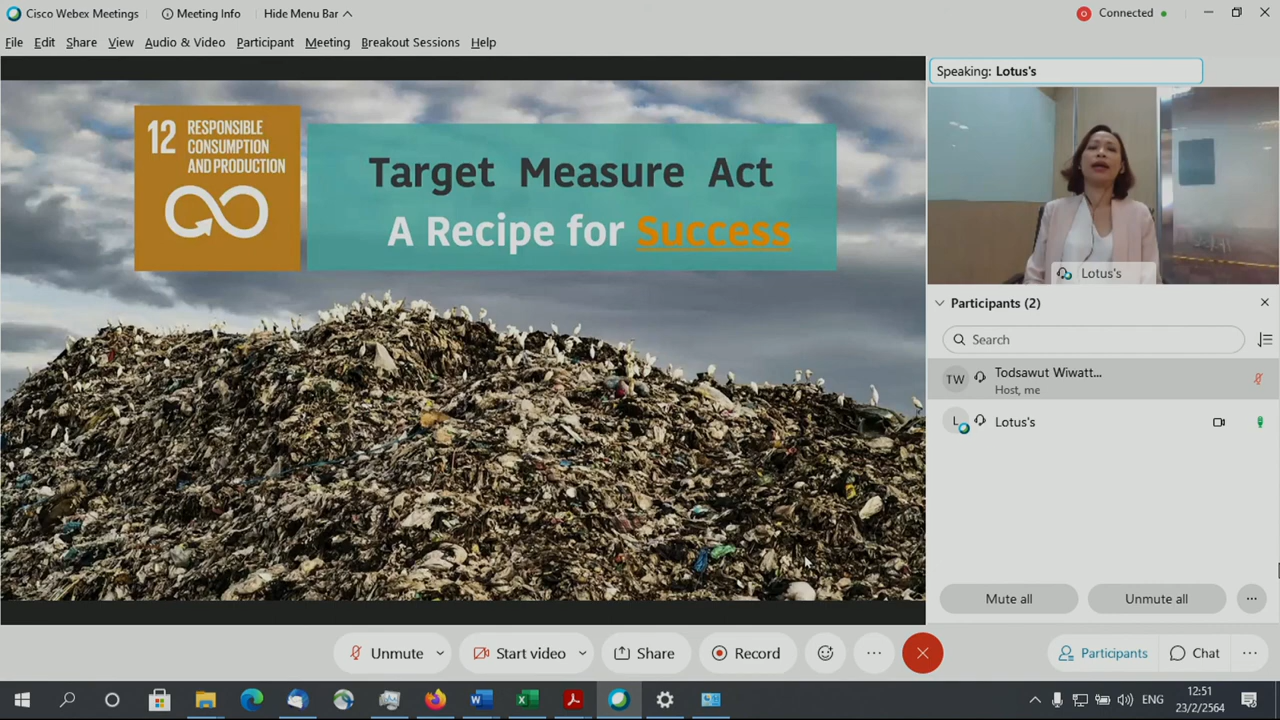 Cisco Webex Meetings
Meeting Info
Hide Menu Bar
Connected
File Edit Share View Audio & Video Participant Meeting Breakout Sessions Help
Speaking: Lotus's
12 RESPONSIBLE
CONSUMPTION
AND PRODUCTION
Target Measure Act
A Recipe for Success
Lotus's
Participants (2)
Search
TW
Todsawut Wiwatt...
Host, me
L
Lotus's
Mute all
Unmute all
Unmute
Start video
Share
Record
Participants
Chat
ENG
12:51
23/2/2564